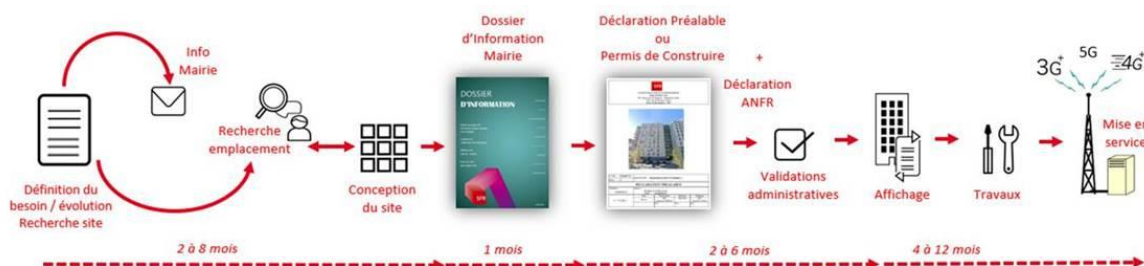 Info
Mairie
Définition du
besoin / évolution
Recherche site
Recherche
emplacement
Conception
du site
Dossier
d'Information
Mairie
DOSSIER
D'INFORMATION
SFR
Déclaration Préalable
ou
Permis de Construire
+
Déclaration
ANFR
Validations
administratives
Affichage
Travaux
3G+
5G
4G+
Mise en
service
2 à 8 mois
1 mois
2 à 6 mois
4 à 12 mois